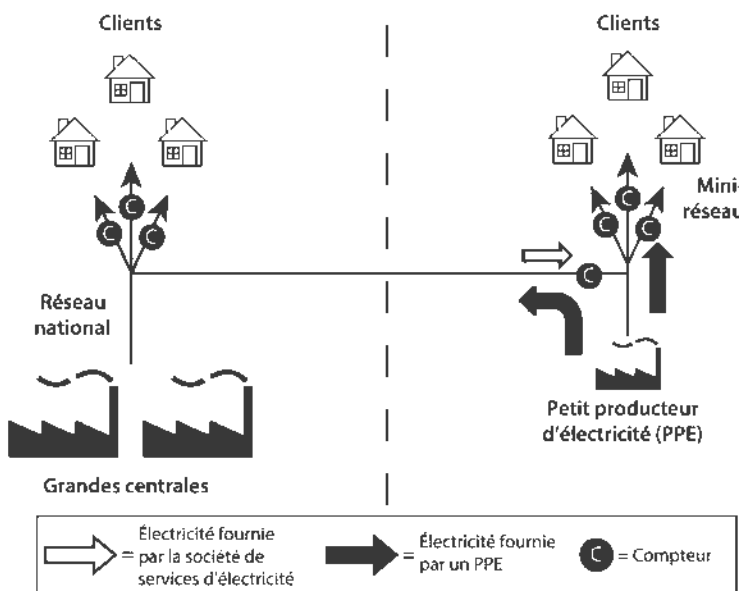 Clients
Clients
C
C
C
C
C
C
Mini-
réseau
C
Réseau
national
Petit producteur
d'électricité (PPE)
Grandes centrales
Électricité fournie
= par la société de
services d'électricité
Électricité fournie
= par un PPE
C = Compteur